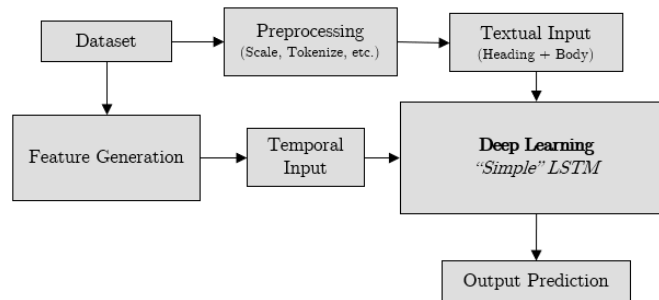 Dataset
Preprocessing
(Scale, Tokenize, etc.)
Textual Input
(Heading + Body)
Feature Generation
Temporal
Input
Deep Learning
“Simple” LSTM
Output Prediction